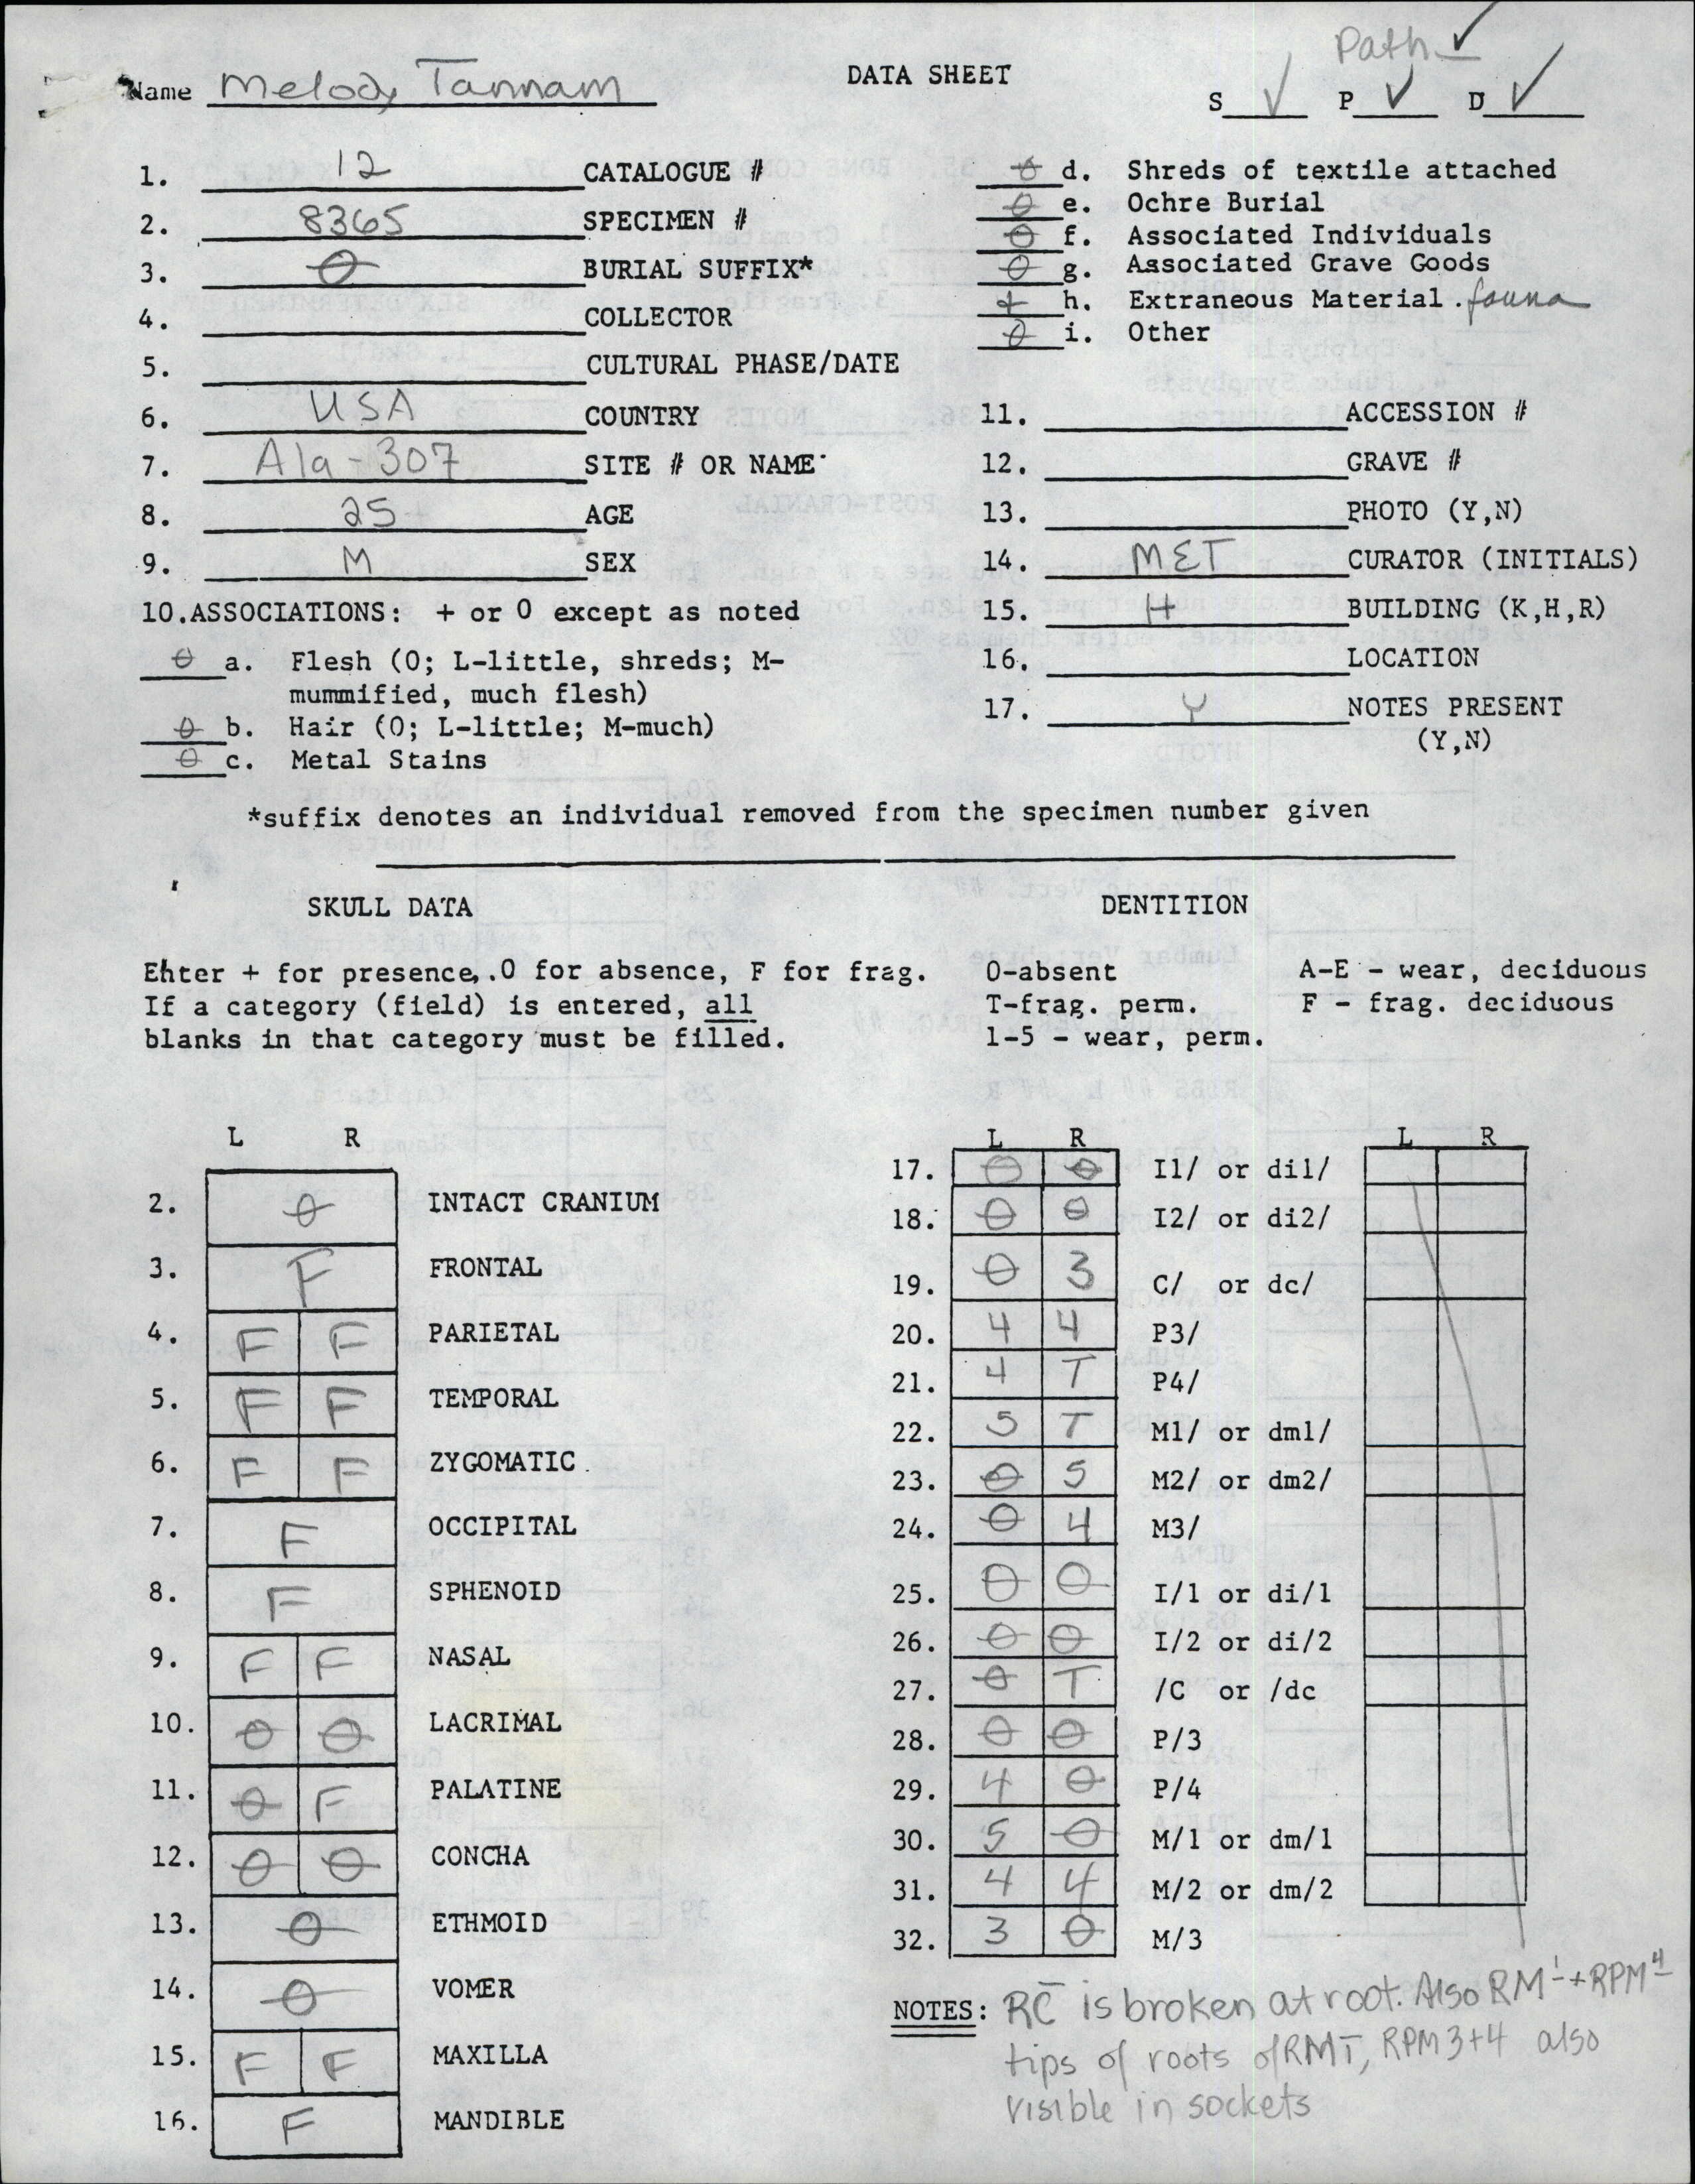 Path ✓
Name Melody Tannam
DATA SHEET
S ✓ P ✓ D ✓
1. 12 CATALOGUE #
2. 8365 SPECIMEN #
3. 0 BURIAL SUFFIX*
4. COLLECTOR
5. CULTURAL PHASE/DATE
6. USA COUNTRY
7. Ala-307 SITE # OR NAME
8. 25 AGE
9. M SEX
10.ASSOCIATIONS: + or 0 except as noted
0 a. Flesh (0; L-little, shreds; M-
mummified, much flesh)
0 b. Hair (0; L-little; M-much)
0 c. Metal Stains
0 d. Shreds of textile attached
0 e. Ochre Burial
0 f. Associated Individuals
0 g. Associated Grave Goods
+ h. Extraneous Material . fauna
0 i. Other
11. ACCESSION #
12. GRAVE #
13. PHOTO (Y,N)
14. MET CURATOR (INITIALS)
15. H BUILDING (K,H,R)
16. LOCATION
17. Y NOTES PRESENT
(Y,N)
*suffix denotes an individual removed from the specimen number given
SKULL DATA
Enter + for presence, 0 for absence, F for frag.
If a category (field) is entered, all
blanks in that category must be filled.
L R
2. 0 INTACT CRANIUM
3. F FRONTAL
4. F F PARIETAL
5. F F TEMPORAL
6. F F ZYGOMATIC
7. F OCCIPITAL
8. F SPHENOID
9. F F NASAL
10. 0 0 LACRIMAL
11. 0 F PALATINE
12. 0 0 CONCHA
13. 0 ETHMOID
14. 0 VOMER
15. F F MAXILLA
16. F MANDIBLE
DENTITION
0-absent A-E - wear, deciduous
T-frag. perm. F - frag. deciduous
1-5 - wear, perm.
L R L R
17. 0 0 I1/ or di1/
18. 0 0 I2/ or di2/
19. 0 3 C/ or dc/
20. 4 4 P3/
21. 4 T P4/
22. 5 T M1/ or dm1/
23. 0 5 M2/ or dm2/
24. 0 4 M3/
25. 0 0 I/1 or di/1
26. 0 0 I/2 or di/2
27. 0 T /C or /dc
28. 0 0 P/3
29. 4 0 P/4
30. 5 0 M/1 or dm/1
31. 4 4 M/2 or dm/2
32. 3 0 M/3
NOTES: RC̅ is broken at root. Also RM¹ + RPM⁴
tips of roots of RM1̅, RPM 3+4 also
visible in sockets